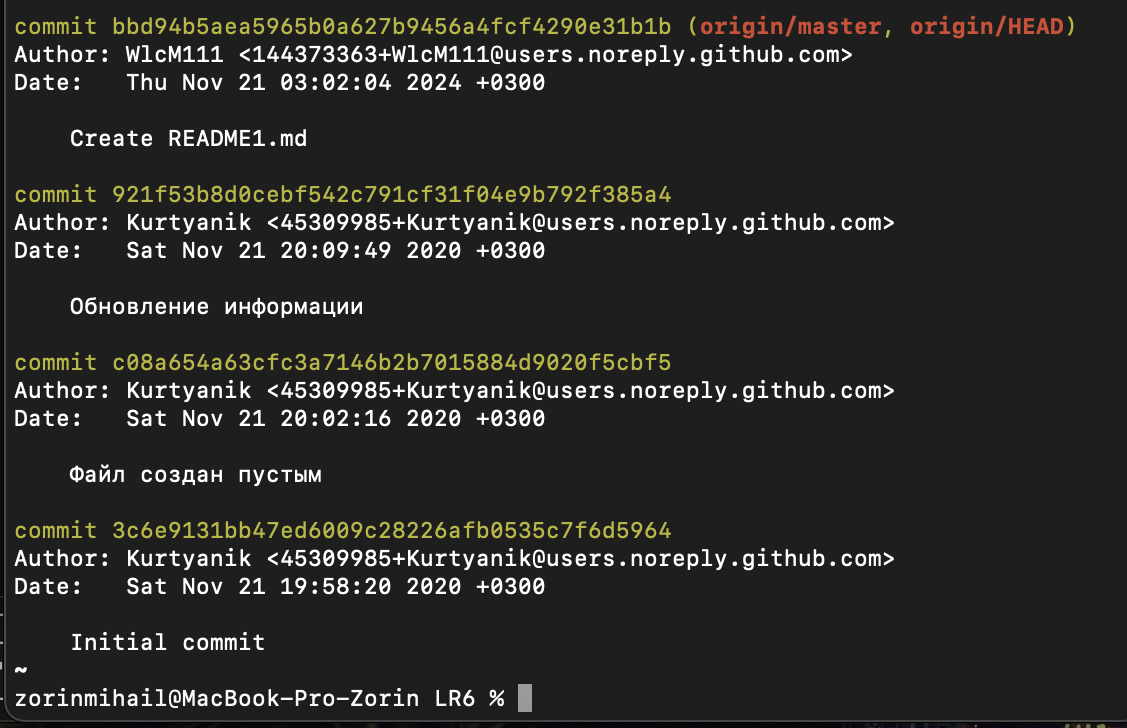 commit bbd94b5aea5965b0a627b9456a4fcf4290e31b1b (origin/master, origin/HEAD)
Author: WlcM111 <144373363+WlcM111@users.noreply.github.com>
Date:   Thu Nov 21 03:02:04 2024 +0300
    Create README1.md
commit 921f53b8d0cebf542c791cf31f04e9b792f385a4
Author: Kurtyanik <45309985+Kurtyanik@users.noreply.github.com>
Date:   Sat Nov 21 20:09:49 2020 +0300
    Обновление информации
commit c08a654a63cfc3a7146b2b7015884d9020f5cbf5
Author: Kurtyanik <45309985+Kurtyanik@users.noreply.github.com>
Date:   Sat Nov 21 20:02:16 2020 +0300
    Файл создан пустым
commit 3c6e9131bb47ed6009c28226afb0535c7f6d5964
Author: Kurtyanik <45309985+Kurtyanik@users.noreply.github.com>
Date:   Sat Nov 21 19:58:20 2020 +0300
    Initial commit
~
zorinmihail@MacBook-Pro-Zorin LR6 %